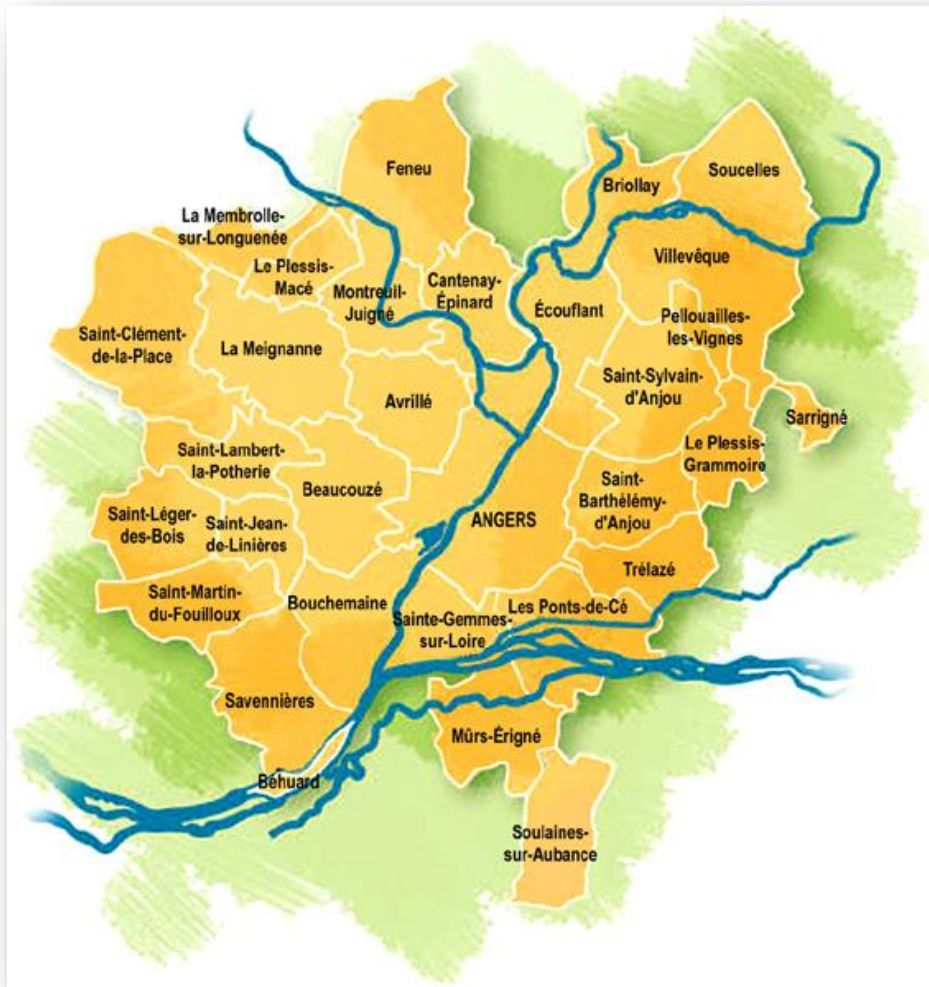 Feneu
Briollay
Soucelles
La Membrolle-
sur-Longuenée
Le Plessis-
Macé
Montreuil-
Juigné
Cantenay-
Épinard
Villevêque
Écouflant
Pellouailles-
les-Vignes
Saint-Clément-
de-la-Place
La Meignanne
Avrillé
Saint-Sylvain-
d'Anjou
Sarrigné
Saint-Lambert-
la-Potherie
Le Plessis-
Grammoire
Beaucouzé
Saint-
Barthélémy-
d'Anjou
Saint-Léger-
des-Bois
Saint-Jean-
de-Linières
ANGERS
Trélazé
Saint-Martin-
du-Fouilloux
Bouchemaine
Sainte-Gemmes-
sur-Loire
Les Ponts-de-Cé
Savennières
Mûrs-Érigné
Béhuard
Soulaines-
sur-Aubance